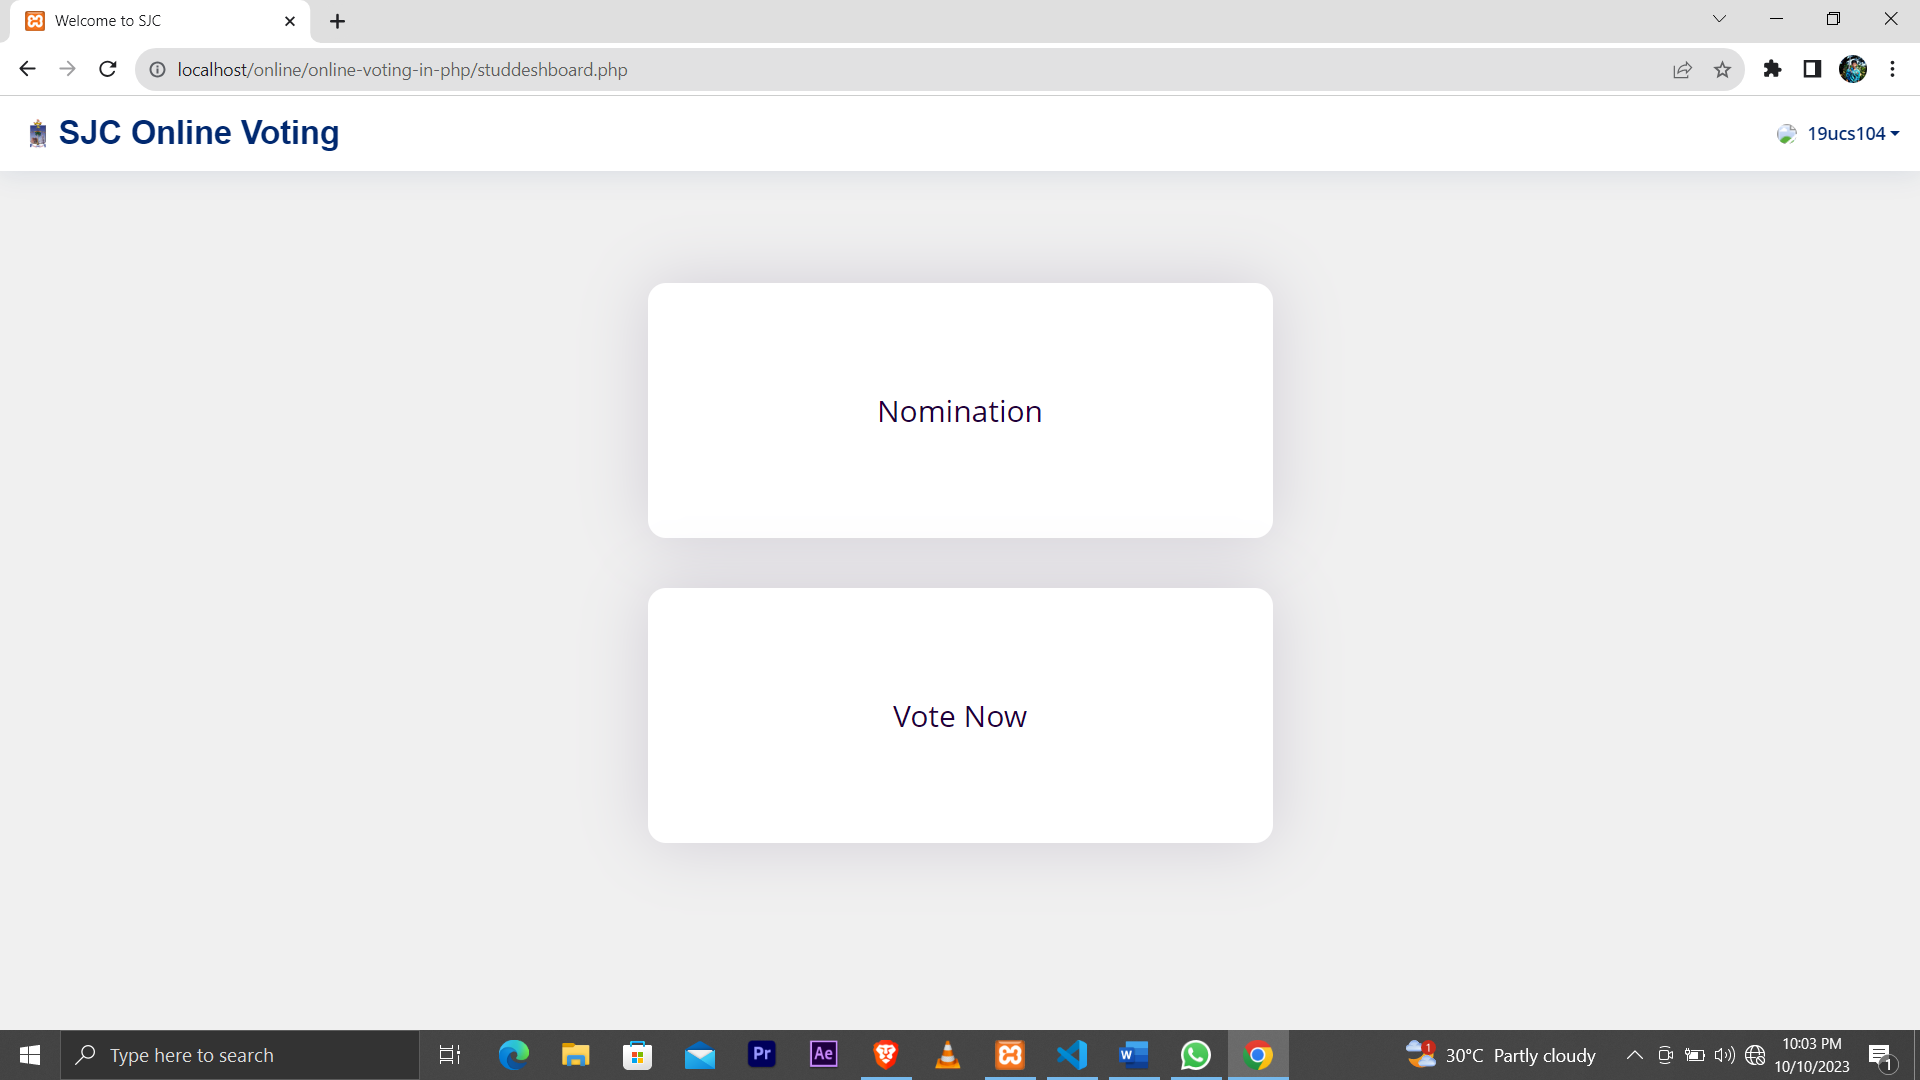 Welcome to SJC
localhost/online/online-voting-in-php/studdeshboard.php
SJC Online Voting
19ucs104
Nomination
Vote Now
Type here to search
Pr
Ae
W
1
30°C Partly cloudy
10:03 PM
10/10/2023
1